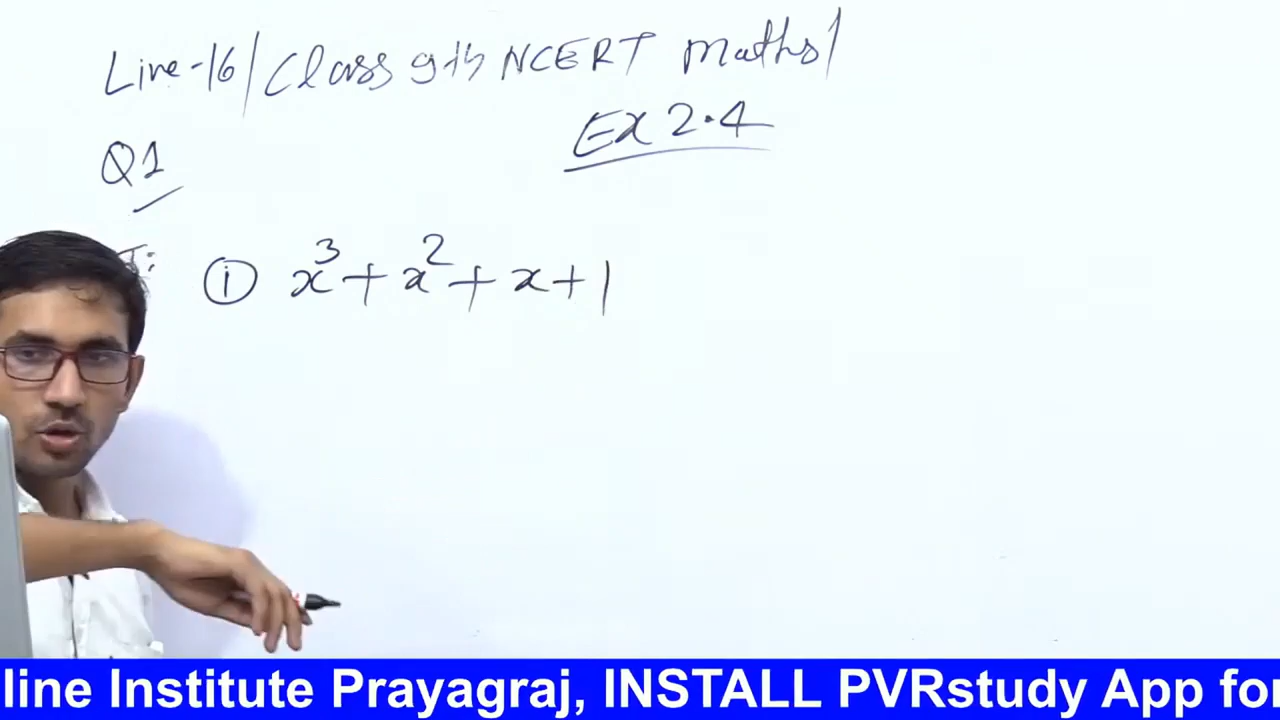 Live-16/Class 9th NCERT Maths/
Ex 2.4
Q1
① x³+x²+x+1
line Institute Prayagraj, INSTALL PVRstudy App for